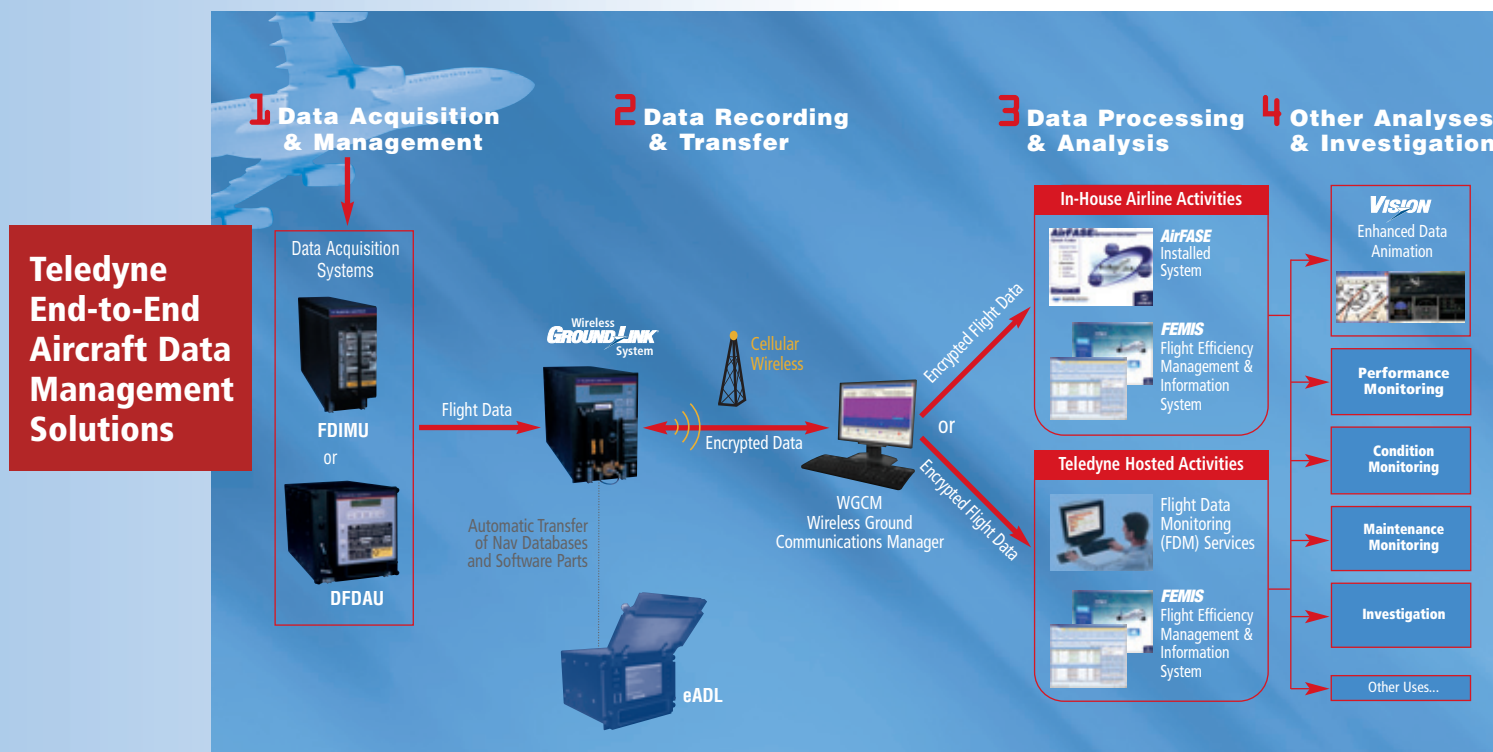 Teledyne
End-to-End
Aircraft Data
Management
Solutions
1 Data Acquisition
& Management
Data Acquisition
Systems
FDIMU
or
DFDAU
Flight Data
2 Data Recording
& Transfer
Wireless
GROUNDLINK
System
Cellular
Wireless
Encrypted Data
Automatic Transfer
of Nav Databases
and Software Parts
eADL
WGCM
Wireless Ground
Communications Manager
Encrypted Flight Data
or
Encrypted Flight Data
3 Data Processing
& Analysis
In-House Airline Activities
AirFASE
AirFASE
Installed
System
FEMIS
Flight Efficiency
Management &
Information
System
Teledyne Hosted Activities
Flight Data
Monitoring
(FDM) Services
FEMIS
Flight Efficiency
Management &
Information
System
4 Other Analyses
& Investigation
VISION
Enhanced Data
Animation
Performance
Monitoring
Condition
Monitoring
Maintenance
Monitoring
Investigation
Other Uses...